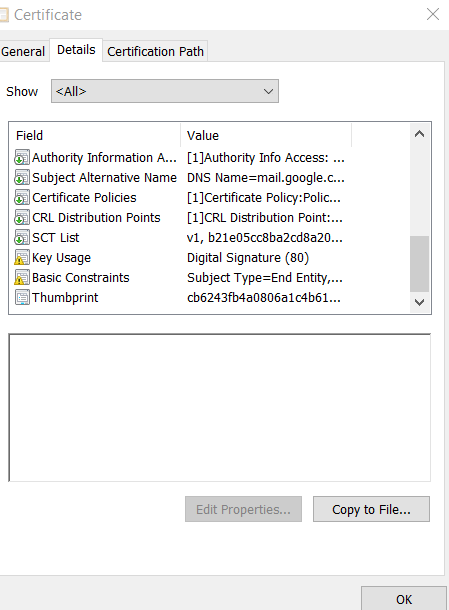 Certificate
General Details Certification Path
Show <All>
Field Value
Authority Information A... [1]Authority Info Access: ...
Subject Alternative Name DNS Name=mail.google.c...
Certificate Policies [1]Certificate Policy:Polic...
CRL Distribution Points [1]CRL Distribution Point:...
SCT List v1, b21e05cc8ba2cd8a20...
Key Usage Digital Signature (80)
Basic Constraints Subject Type=End Entity,...
Thumbprint cb6243fb4a0806a1c4b61...
Edit Properties... Copy to File...
OK